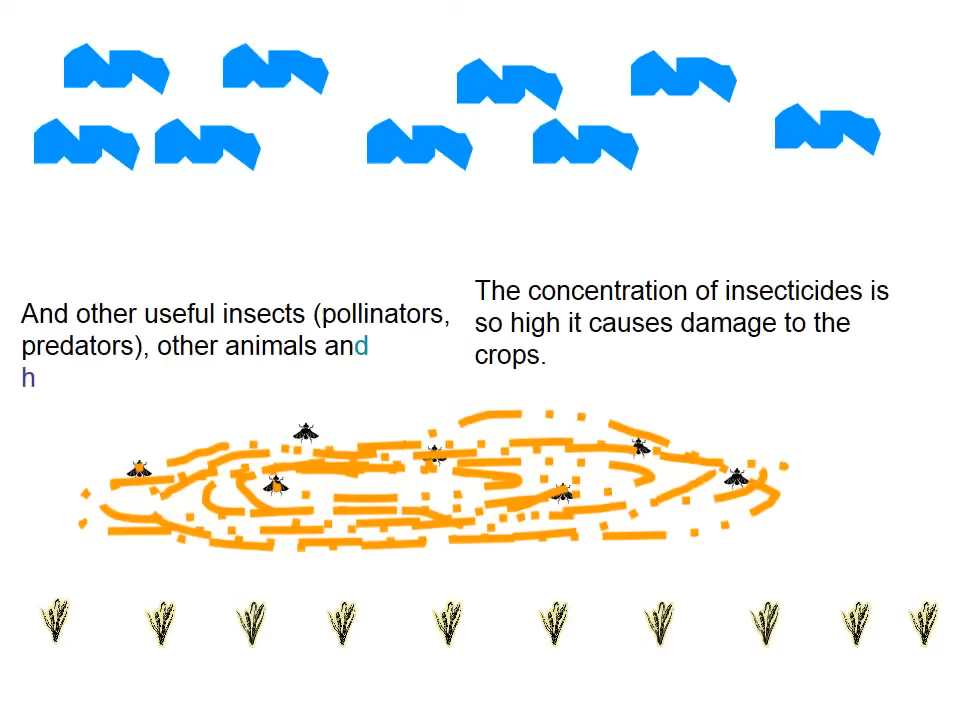 And other useful insects (pollinators,
predators), other animals and
h
The concentration of insecticides is
so high it causes damage to the
crops.